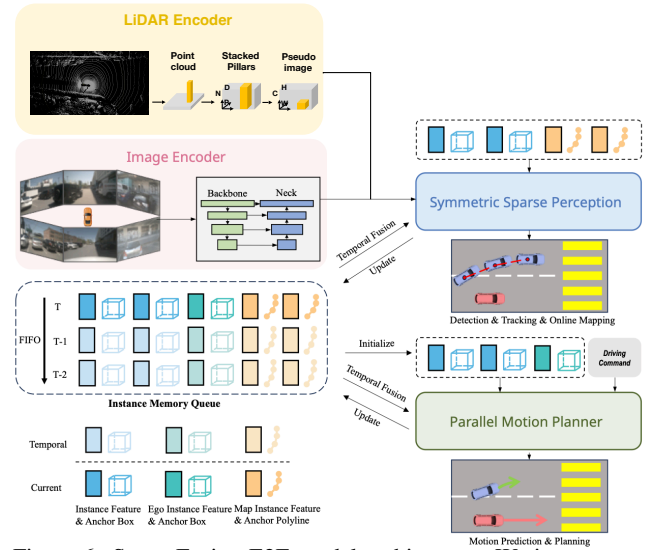 LiDAR Encoder
Point cloud
Stacked Pillars
Pseudo image
N
D
C
H
Image Encoder
Backbone
Neck
Symmetric Sparse Perception
Temporal Fusion
Update
Detection & Tracking & Online Mapping
FIFO
T
T-1
T-2
Instance Memory Queue
Initialize
Temporal Fusion
Update
Driving Command
Parallel Motion Planner
Motion Prediction & Planning
Temporal
Current
Instance Feature & Anchor Box
Ego Instance Feature & Anchor Box
Map Instance Feature & Anchor Polyline